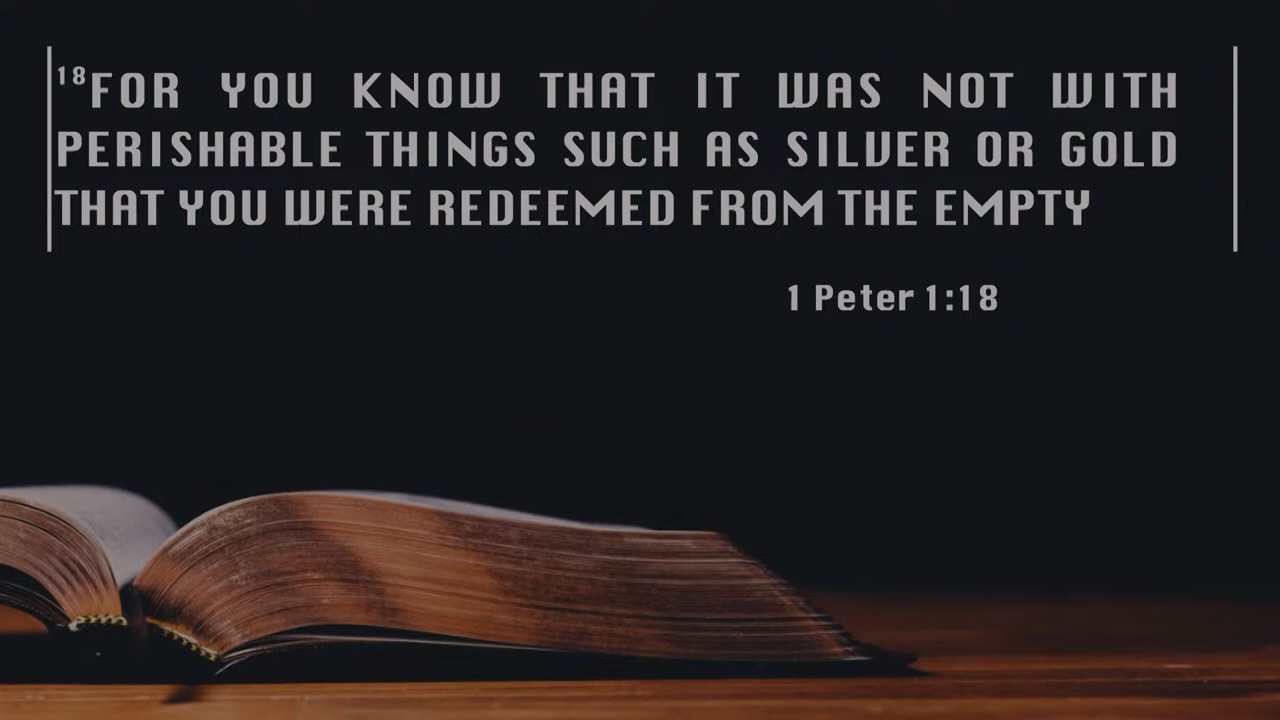 18FOR YOU KNOW THAT IT WAS NOT WITH
PERISHABLE THINGS SUCH AS SILVER OR GOLD
THAT YOU WERE REDEEMED FROM THE EMPTY
1 Peter 1:18